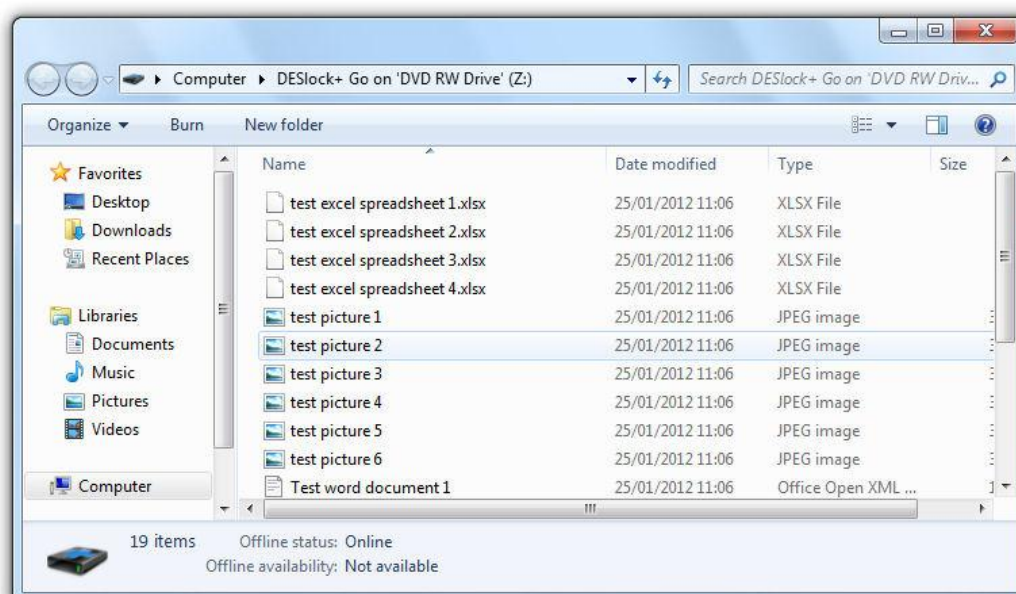 Computer ▸ DESlock+ Go on 'DVD RW Drive' (Z:)
Search DESlock+ Go on 'DVD RW Driv...
Organize Burn New folder
Favorites
Desktop
Downloads
Recent Places
Libraries
Documents
Music
Pictures
Videos
Computer
Name Date modified Type Size
test excel spreadsheet 1.xlsx 25/01/2012 11:06 XLSX File
test excel spreadsheet 2.xlsx 25/01/2012 11:06 XLSX File
test excel spreadsheet 3.xlsx 25/01/2012 11:06 XLSX File
test excel spreadsheet 4.xlsx 25/01/2012 11:06 XLSX File
test picture 1 25/01/2012 11:06 JPEG image
test picture 2 25/01/2012 11:06 JPEG image
test picture 3 25/01/2012 11:06 JPEG image
test picture 4 25/01/2012 11:06 JPEG image
test picture 5 25/01/2012 11:06 JPEG image
test picture 6 25/01/2012 11:06 JPEG image
Test word document 1 25/01/2012 11:06 Office Open XML ...
19 items Offline status: Online
Offline availability: Not available